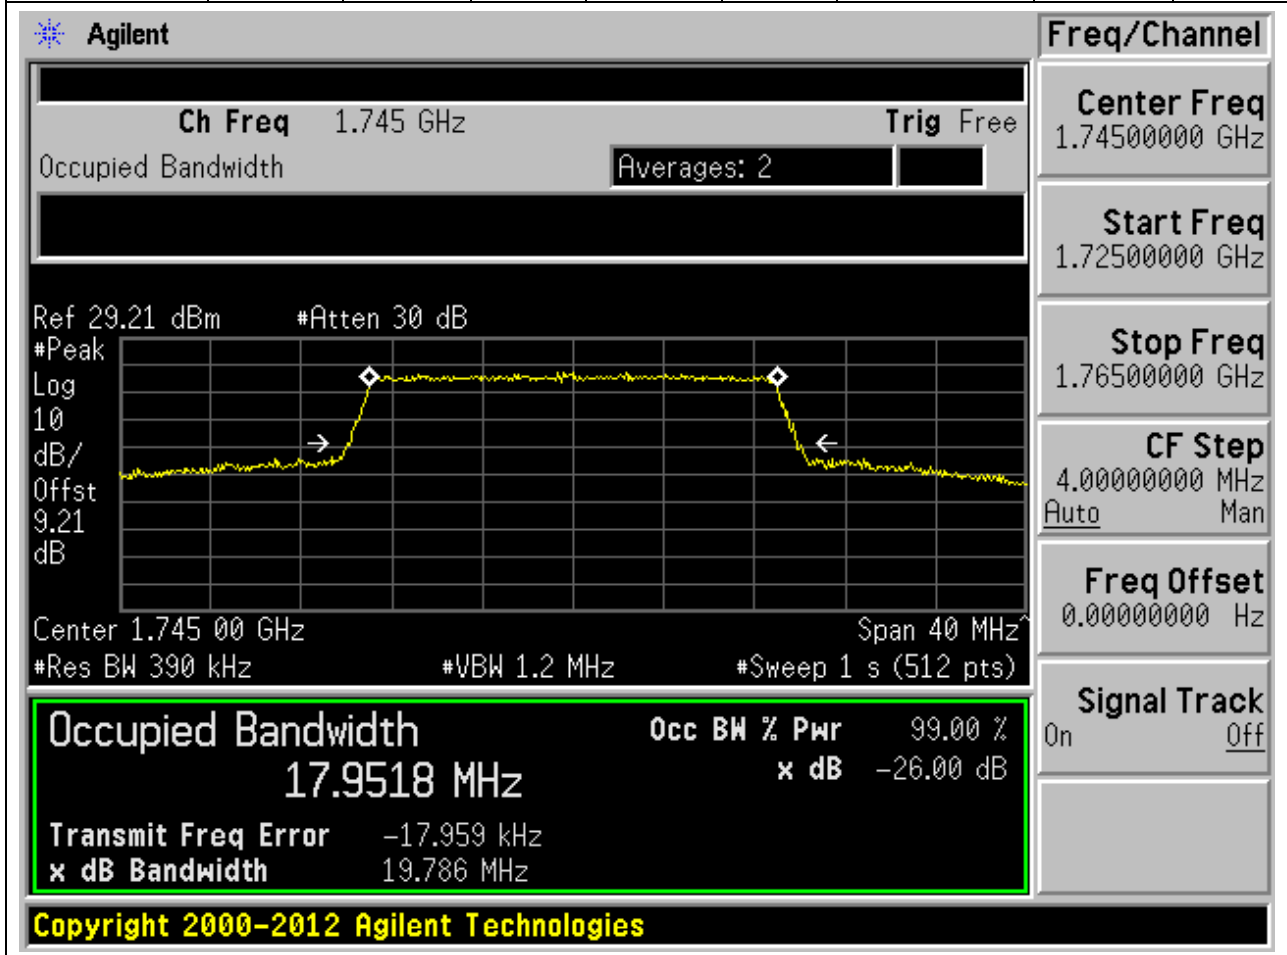 Agilent
Freq/Channel
Ch Freq 1.745 GHz Trig Free
Occupied Bandwidth Averages: 2
Center Freq
1.74500000 GHz
Start Freq
1.72500000 GHz
Stop Freq
1.76500000 GHz
CF Step
4.00000000 MHz
Auto Man
Freq Offset
0.00000000 Hz
Signal Track
On Off
Ref 29.21 dBm #Atten 30 dB
#Peak
Log
10
dB/
Offst
9.21
dB
Center 1.745 00 GHz Span 40 MHz^
#Res BW 390 kHz #VBW 1.2 MHz #Sweep 1 s (512 pts)
Occupied Bandwidth Occ BW % Pwr 99.00 %
17.9518 MHz x dB -26.00 dB
Transmit Freq Error -17.959 kHz
x dB Bandwidth 19.786 MHz
Copyright 2000-2012 Agilent Technologies